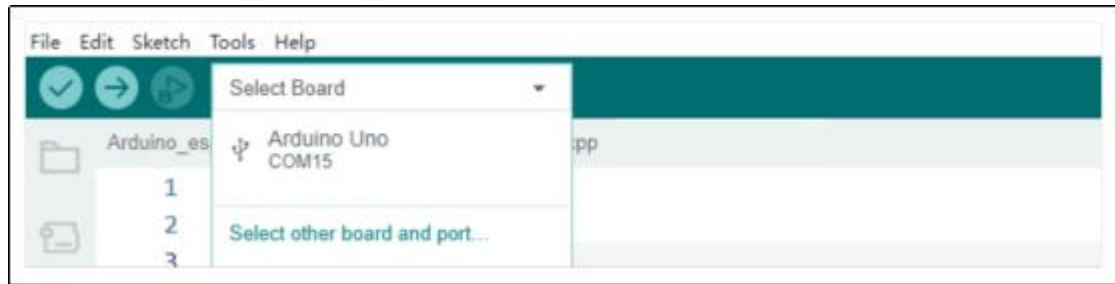 File Edit Sketch Tools Help
Select Board
Arduino_es
Arduino Uno
COM15
:pp
1
2
Select other board and port...
3